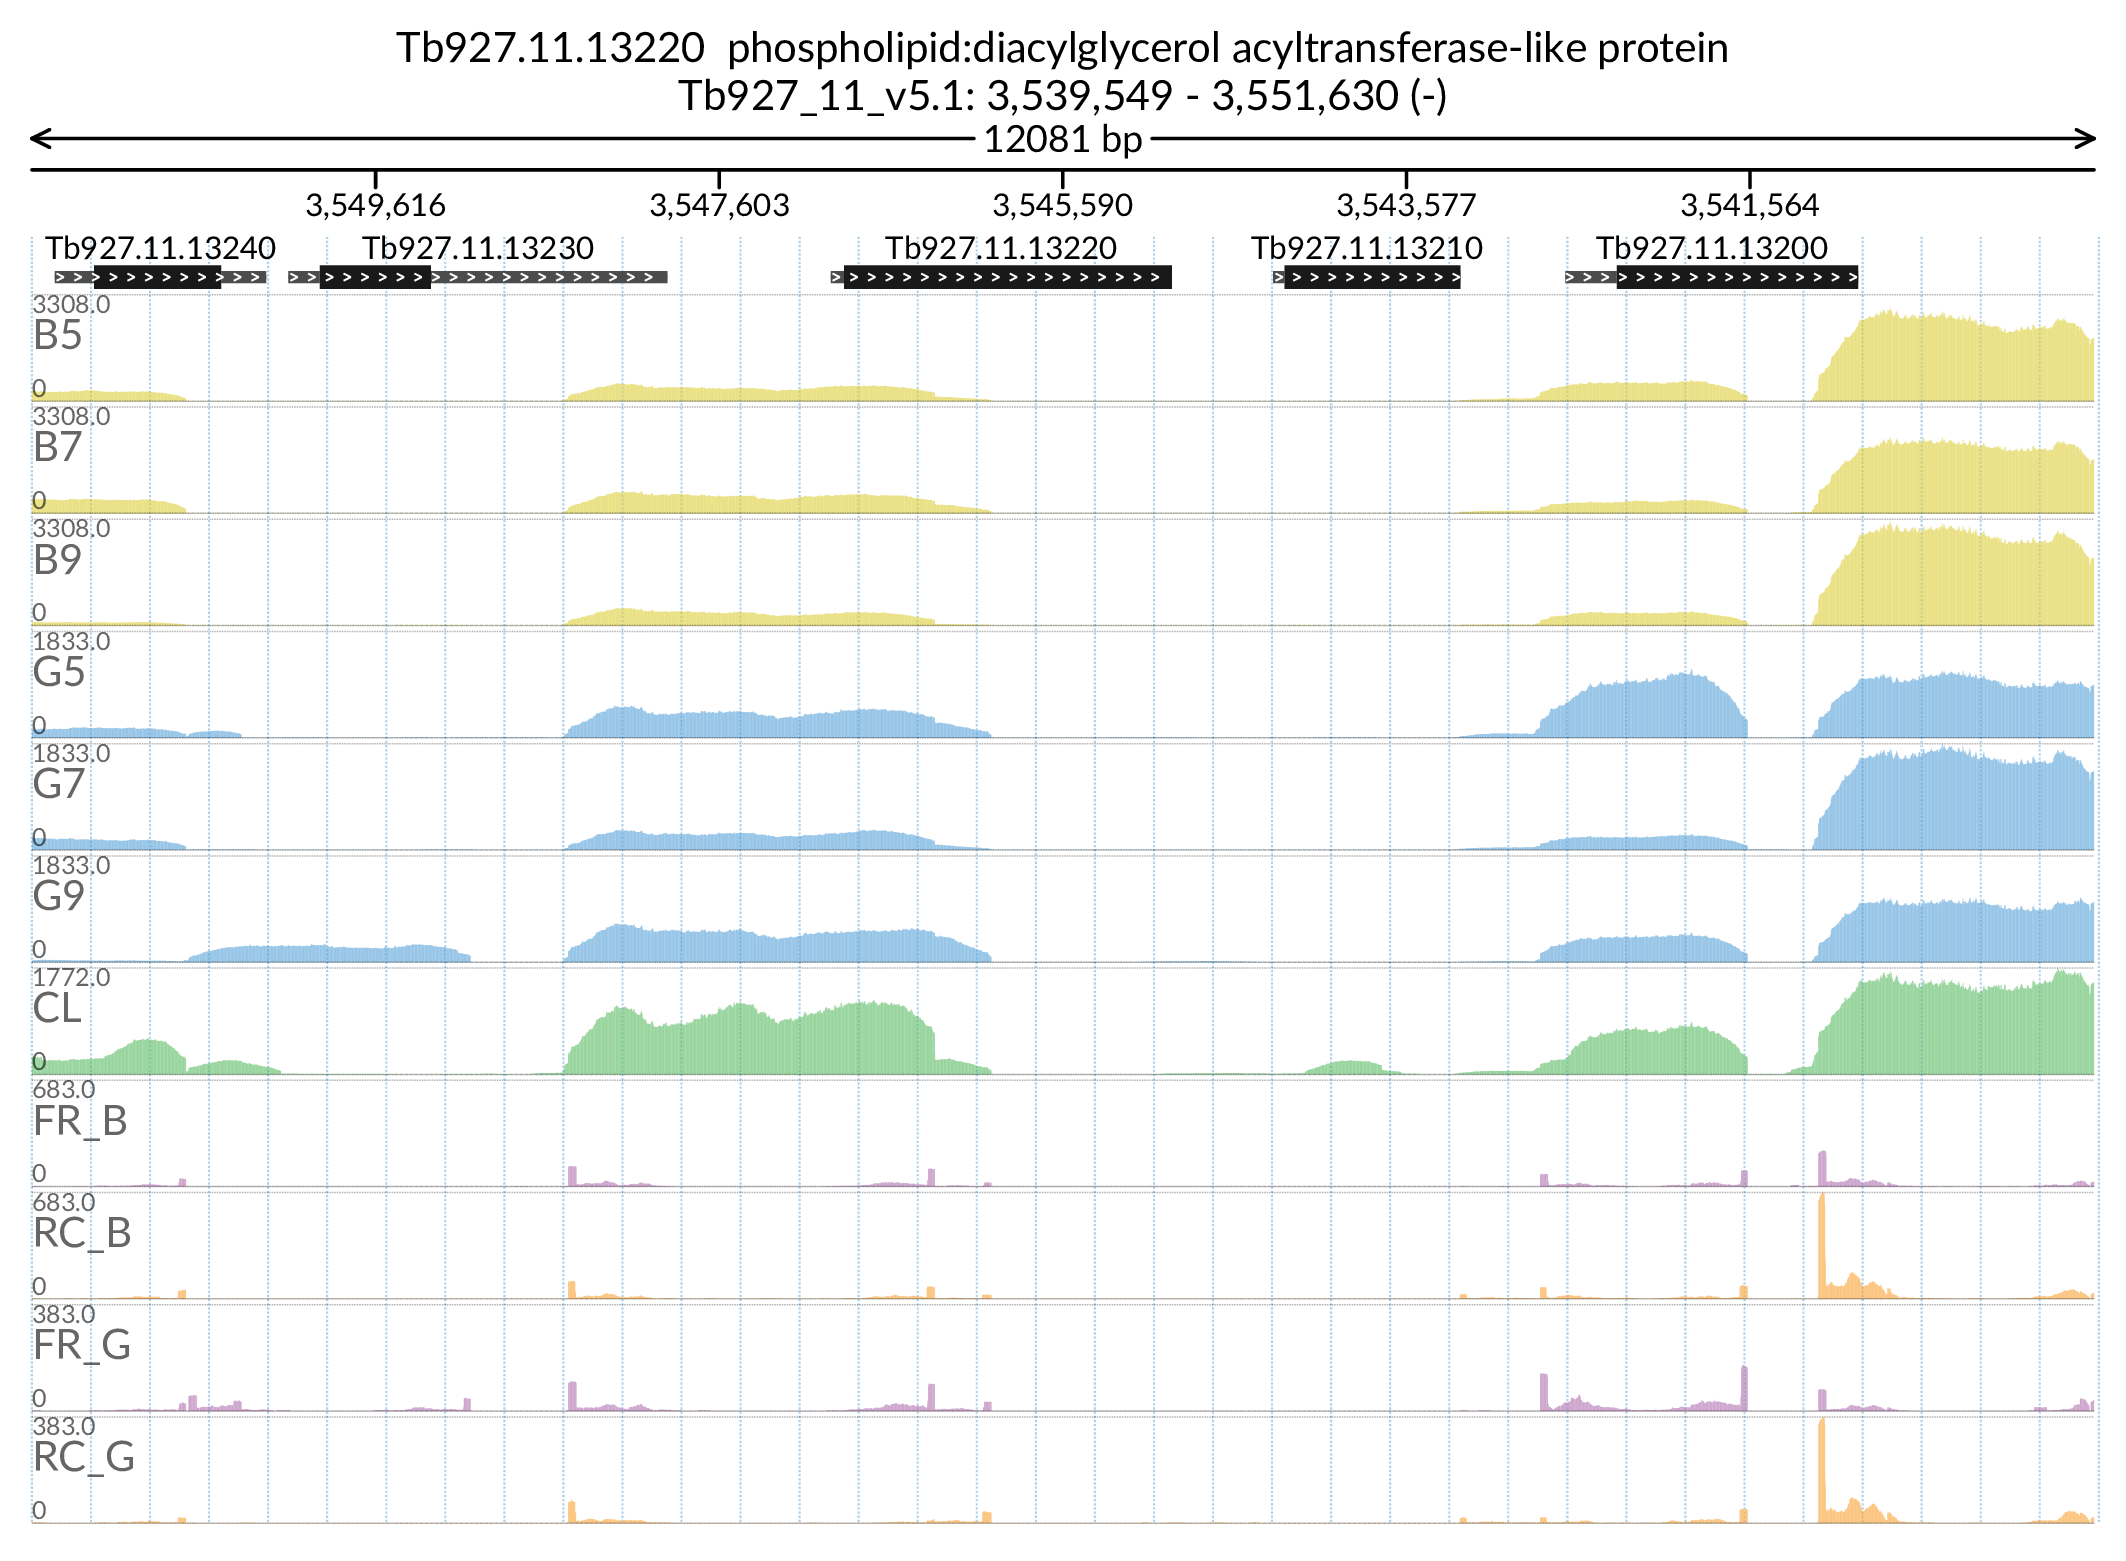 Tb927.11.13220  phospholipid:diacylglycerol acyltransferase-like protein
Tb927_11_v5.1: 3,539,549 - 3,551,630 (-)
12081 bp
3,549,616 3,547,603 3,545,590 3,543,577 3,541,564
Tb927.11.13240 Tb927.11.13230 Tb927.11.13220 Tb927.11.13210 Tb927.11.13200
3308.0
B5
0
3308.0
B7
0
3308.0
B9
0
1833.0
G5
0
1833.0
G7
0
1833.0
G9
0
1772.0
CL
0
683.0
FR_B
0
683.0
RC_B
0
383.0
FR_G
0
383.0
RC_G
0